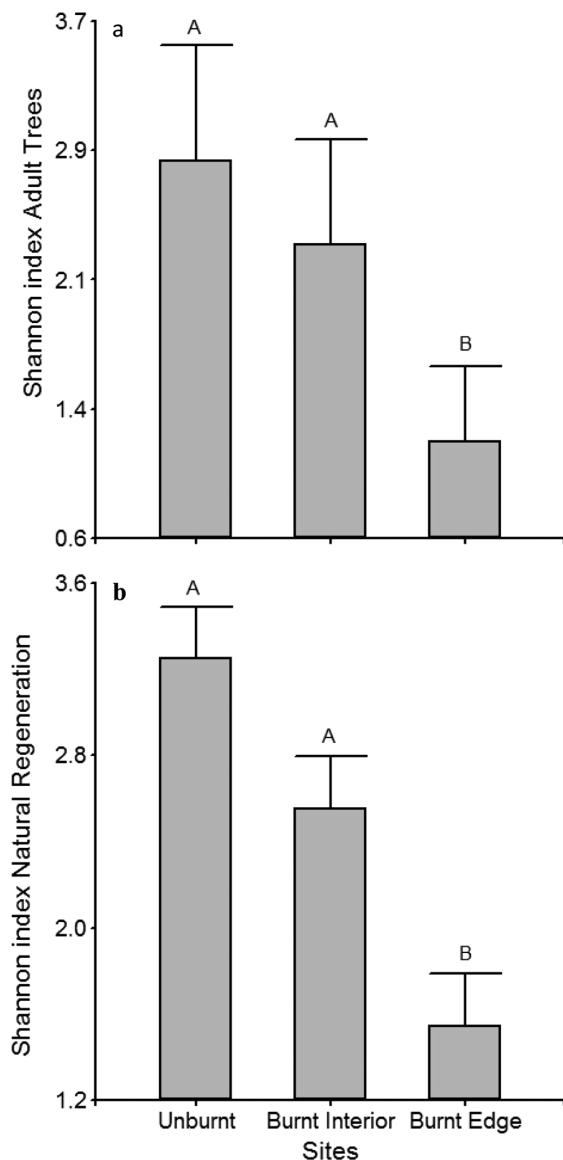 a
Shannon index Adult Trees
3.7
2.9
2.1
1.4
0.6
A
A
B
b
Shannon index Natural Regeneration
3.6
2.8
2.0
1.2
A
A
B
Unburnt Burnt Interior Burnt Edge
Sites